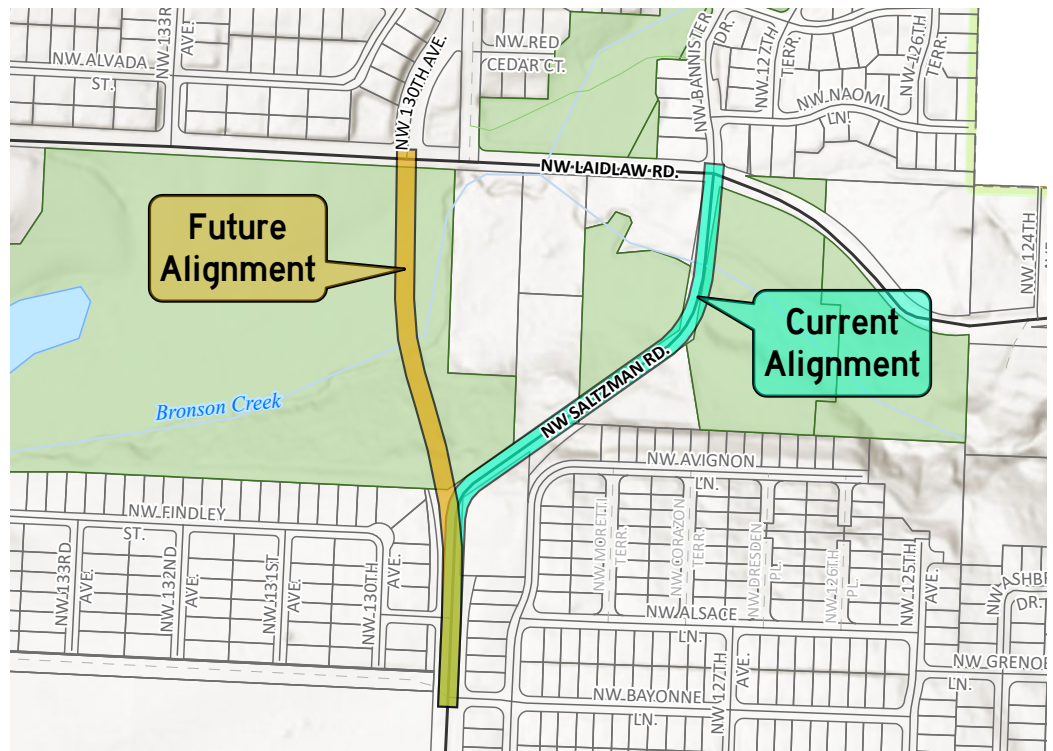 NW 133RD
AVE.
NW ALVADA
ST.
NW 130TH AVE.
NW RED
CEDAR CT.
NW BANNISTER
DR.
NW 127TH
TERR.
NW 126TH
TERR.
NW NAOMI
LN.
NW LAIDLAW RD.
NW 124TH
Future
Alignment
Current
Alignment
NW SALTZMAN RD.
Bronson Creek
NW AVIGNON
LN.
NW FINDLEY
ST.
NW 133RD
AVE.
NW 132ND
AVE.
NW 131ST
AVE.
NW 130TH
AVE.
NW MORETTI
TERR.
NW CORAZON
TERR.
NW DRESDEN
PL.
NW 126TH
PL.
NW 125TH
AVE.
NW ASHBR
DR.
NW ALSACE
LN.
NW 127TH
AVE.
NW GRENOB
LN.
NW BAYONNE
LN.